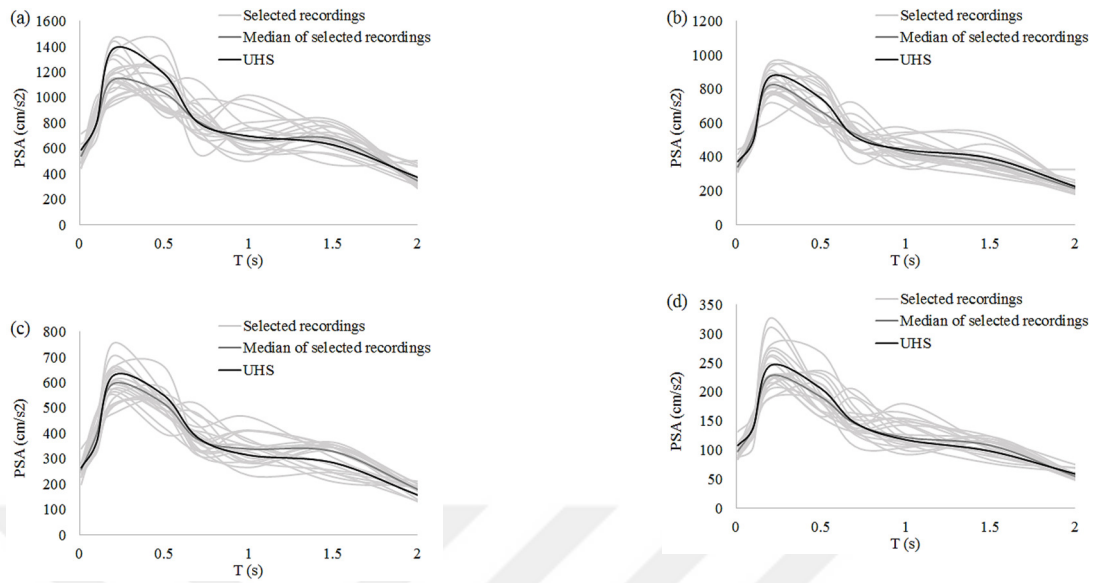 (a)
1600
1400
1200
1000
800
600
400
200
0
PSA (cm/s2)
Selected recordings
Median of selected recordings
UHS
0 0.5 1 1.5 2
T (s)
(b)
1200
1000
800
600
400
200
0
PSA (cm/s2)
Selected recordings
Median of selected recordings
UHS
0 0.5 1 1.5 2
T (s)
(c)
800
700
600
500
400
300
200
100
0
PSA (cm/s2)
Selected recordings
Median of selected recordings
UHS
0 0.5 1 1.5 2
T (s)
(d)
350
300
250
200
150
100
50
0
PSA (cm/s2)
Selected recordings
Median of selected recordings
UHS
0 0.5 1 1.5 2
T (s)